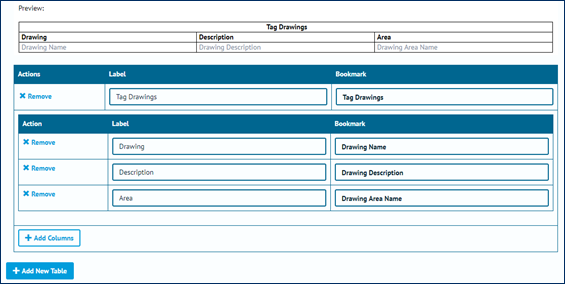 Preview:
Tag Drawings
Drawing Description Area
Drawing Name Drawing Description Drawing Area Name
Actions Label Bookmark
✖ Remove Tag Drawings Tag Drawings
Action Label Bookmark
✖ Remove Drawing Drawing Name
✖ Remove Description Drawing Description
✖ Remove Area Drawing Area Name
+ Add Columns
+ Add New Table